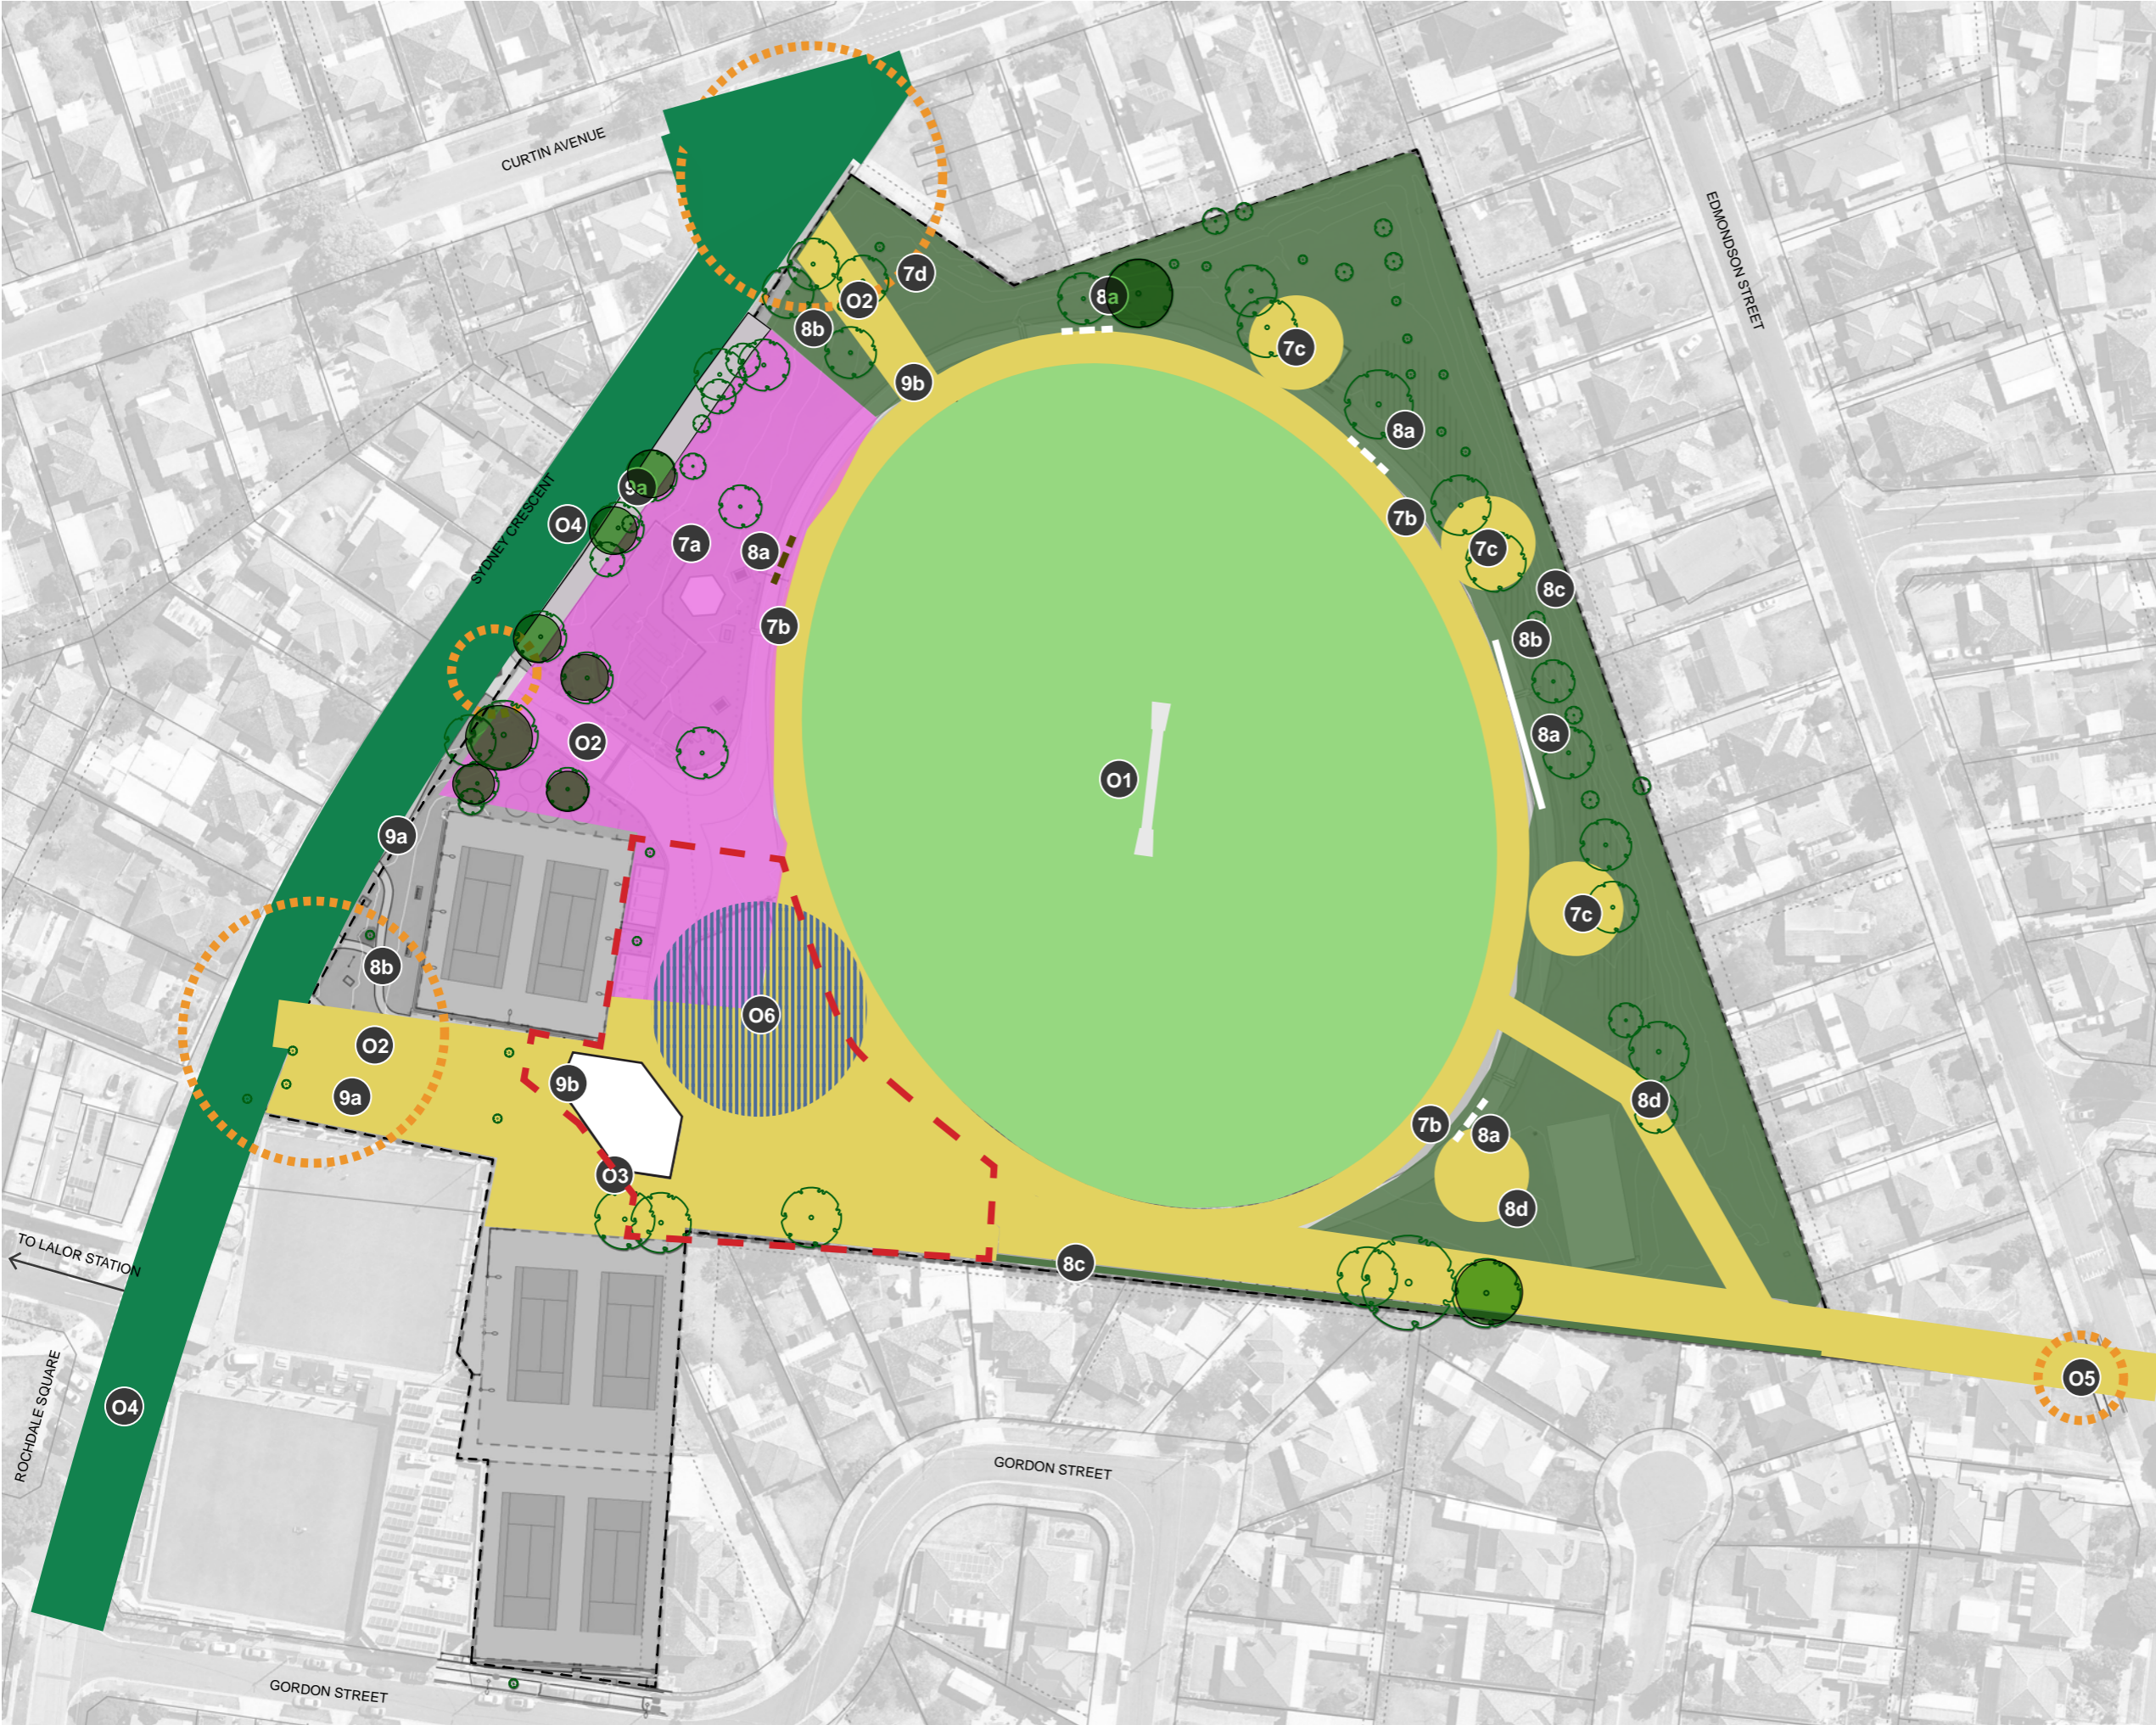 CURTIN AVENUE
EDMONDSON STREET
7d
O2
8a
8b
7c
9b
8a
9a
O4
SYDNEY CRESCENT
7a
8a
7b
7c
8c
7b
8b
O2
8a
O1
9a
7c
8b
O6
O2
9b
9a
8d
7b
8a
O3
8d
TO LALOR STATION
8c
O5
ROCHDALE SQUARE
O4
GORDON STREET
GORDON STREET